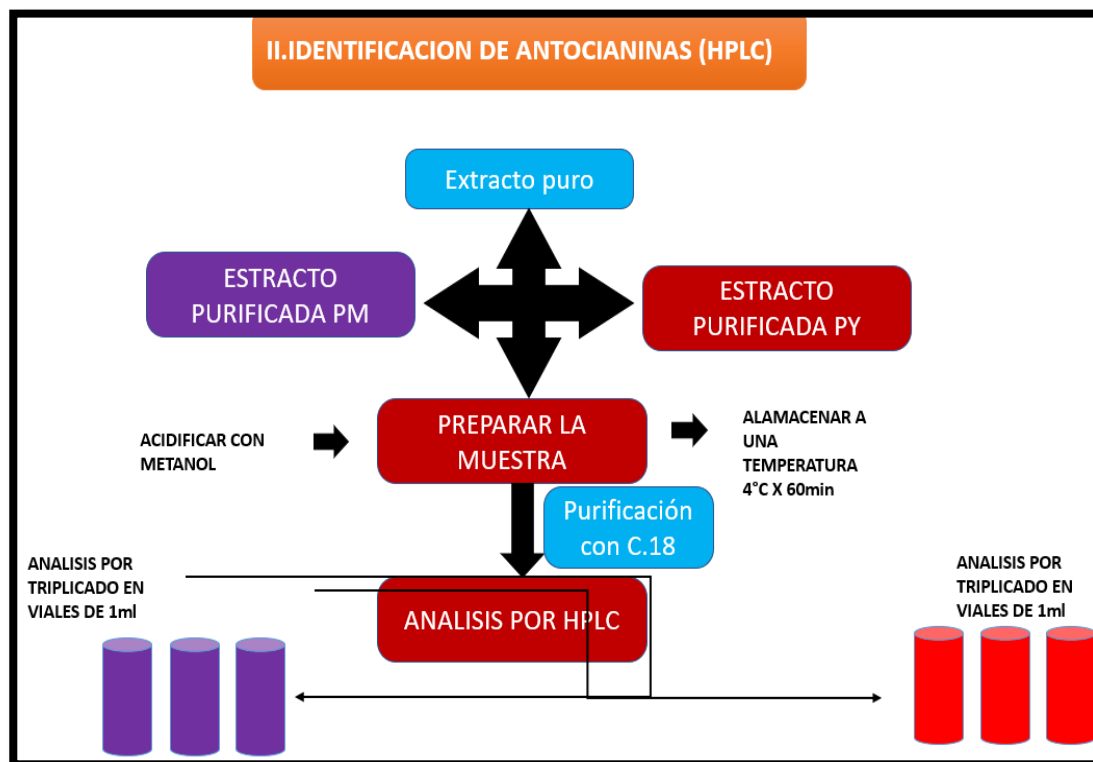 II.IDENTIFICACION DE ANTOCIANINAS (HPLC)
Extracto puro
ESTRACTO
PURIFICADA PM
ESTRACTO
PURIFICADA PY
ACIDIFICAR CON
METANOL
PREPARAR LA
MUESTRA
ALAMACENAR A
UNA
TEMPERATURA
4°C X 60min
Purificación
con C.18
ANALISIS POR
TRIPLICADO EN
VIALES DE 1ml
ANALISIS POR HPLC
ANALISIS POR
TRIPLICADO EN
VIALES DE 1ml